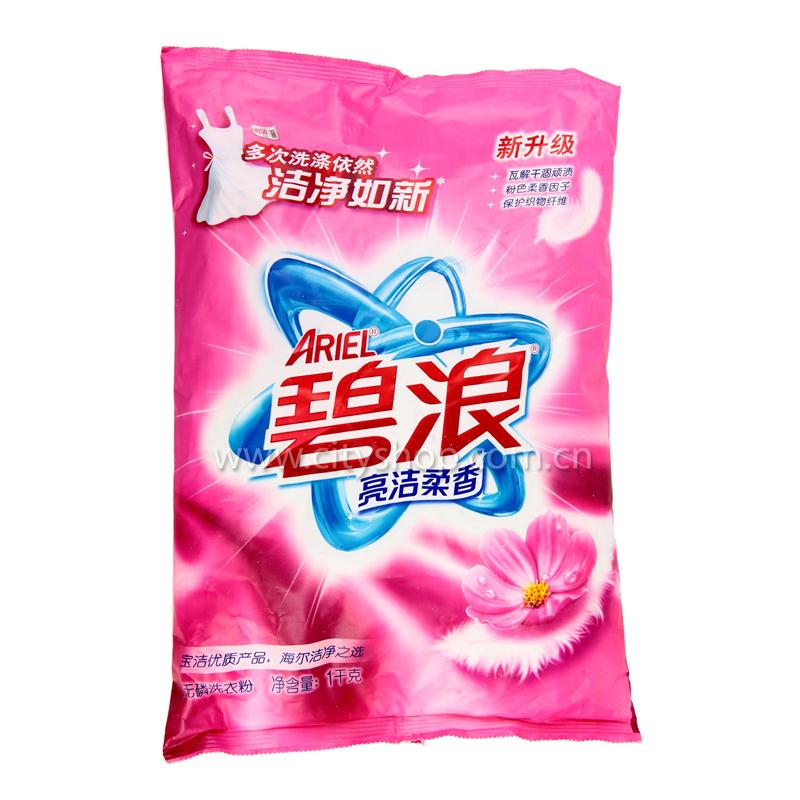 NEW
多次洗涤依然
洁净如新*
新升级
瓦解干涸顽渍
粉色柔香因子
保护织物纤维
ARIEL®
碧浪®
亮洁柔香
www.cityshop.com.cn
宝洁优质产品，海尔洁净之选
无磷洗衣粉 净含量：1千克